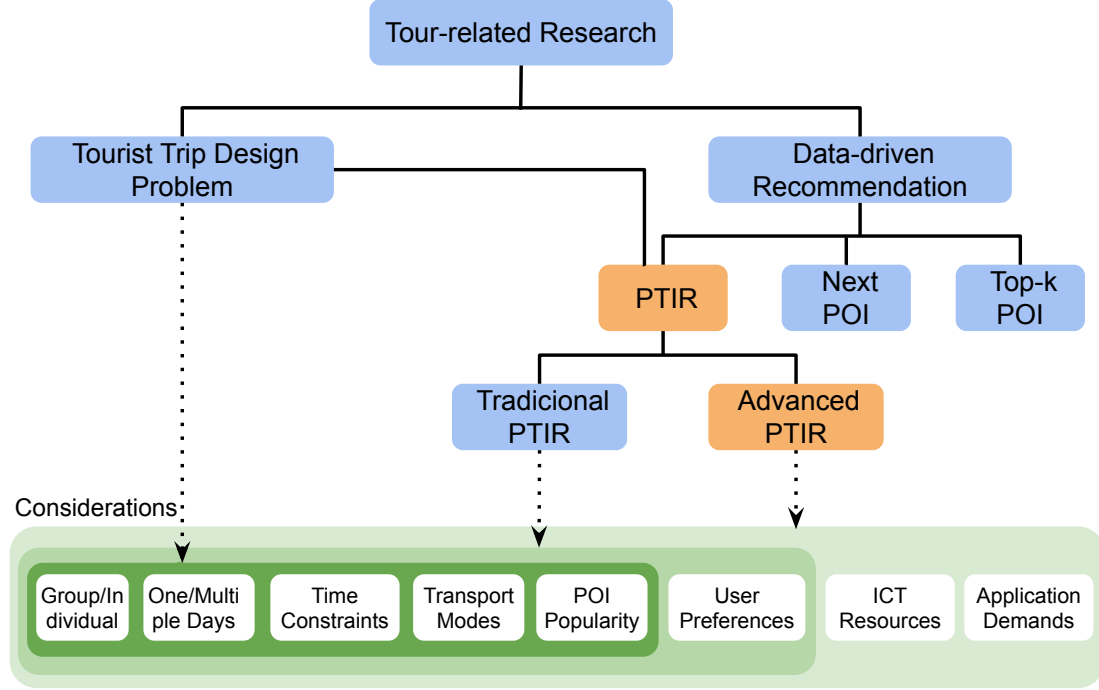 Tour-related Research
Tourist Trip Design
Problem
Data-driven
Recommendation
PTIR
Next
POI
Top-k
POI
Tradicional
PTIR
Advanced
PTIR
Considerations
Group/In
dividual
One/Multi
ple Days
Time
Constraints
Transport
Modes
POI
Popularity
User
Preferences
ICT
Resources
Application
Demands